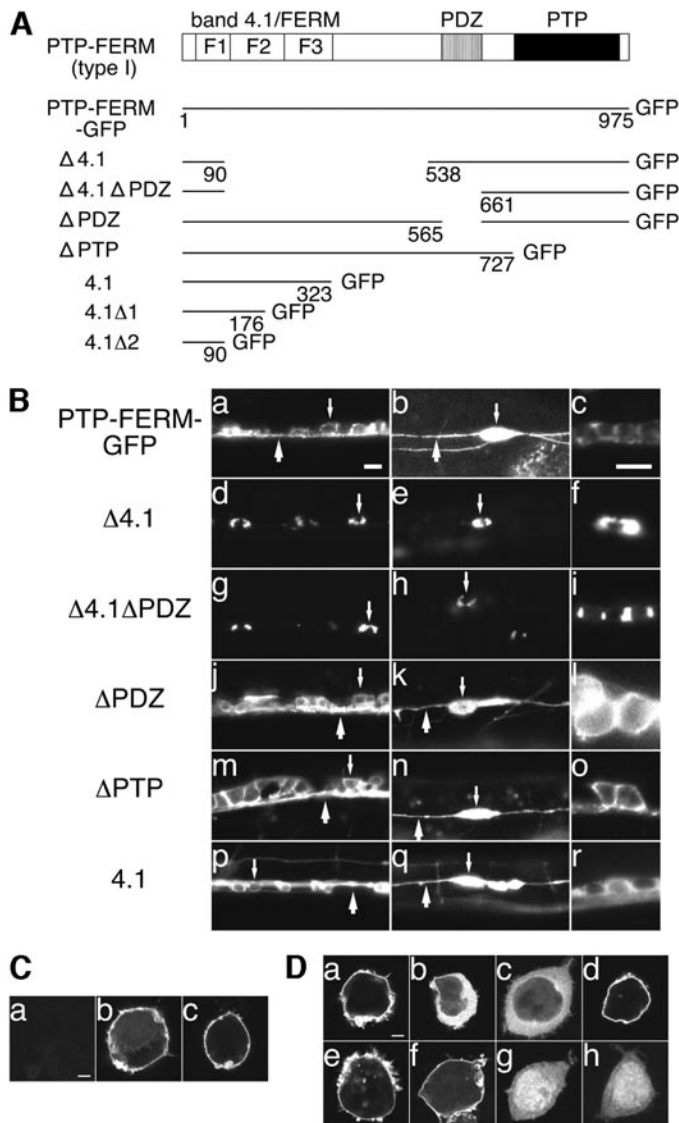 A
band 4.1/FERM PDZ PTP
PTP-FERM F1 F2 F3
(type I)
PTP-FERM GFP
-GFP 1 975
Δ4.1 GFP
90 538
Δ4.1ΔPDZ GFP
661
ΔPDZ GFP
565
ΔPTP GFP
727
4.1 GFP
323
4.1Δ1 GFP
176
4.1Δ2 GFP
90
B
PTP-FERM- a b c
GFP
Δ4.1 d e f
Δ4.1ΔPDZ g h i
ΔPDZ j k l
ΔPTP m n o
4.1 p q r
C D
a b c d
a b c
e f g h